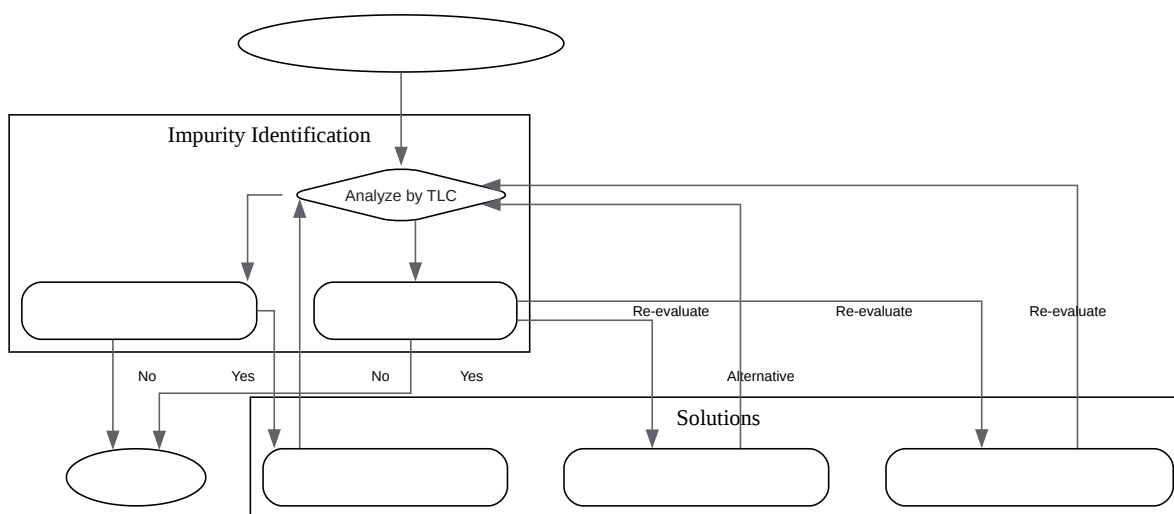 Impurity Identification
Analyze by TLC
Re-evaluate
Re-evaluate
Re-evaluate
No
Yes
No
Yes
Alternative
Solutions